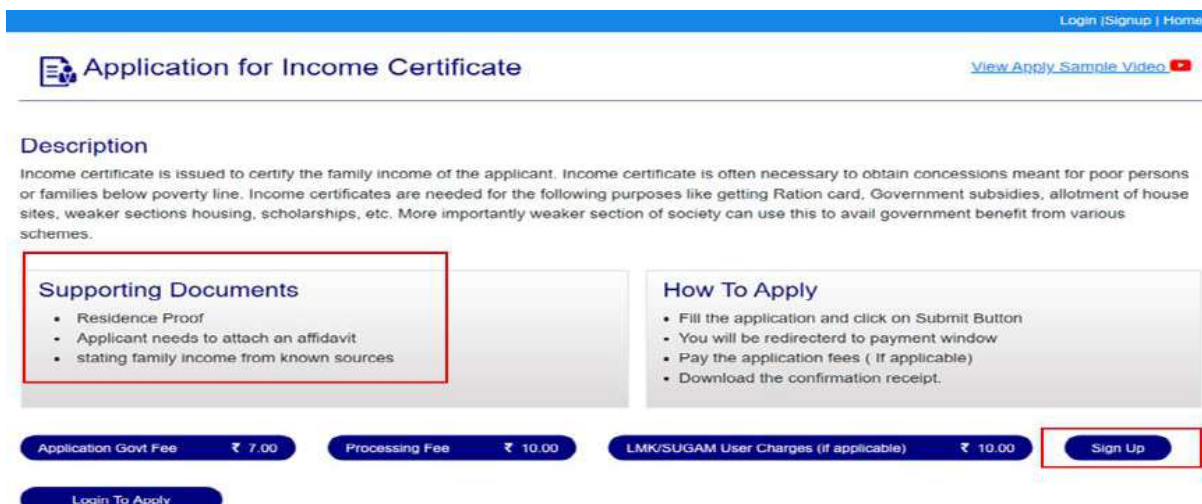 Login |Signup | Home
Application for Income Certificate
View Apply Sample Video
Description
Income certificate is issued to certify the family income of the applicant. Income certificate is often necessary to obtain concessions meant for poor persons
or families below poverty line. Income certificates are needed for the following purposes like getting Ration card, Government subsidies, allotment of house
sites, weaker sections housing, scholarships, etc. More importantly weaker section of society can use this to avail government benefit from various
schemes.
Supporting Documents
• Residence Proof
• Applicant needs to attach an affidavit
• stating family income from known sources
How To Apply
• Fill the application and click on Submit Button
• You will be redirecterd to payment window
• Pay the application fees ( If applicable)
• Download the confirmation receipt.
Application Govt Fee ₹ 7.00
Processing Fee ₹ 10.00
LMK/SUGAM User Charges (if applicable) ₹ 10.00
Sign Up
Login To Apply